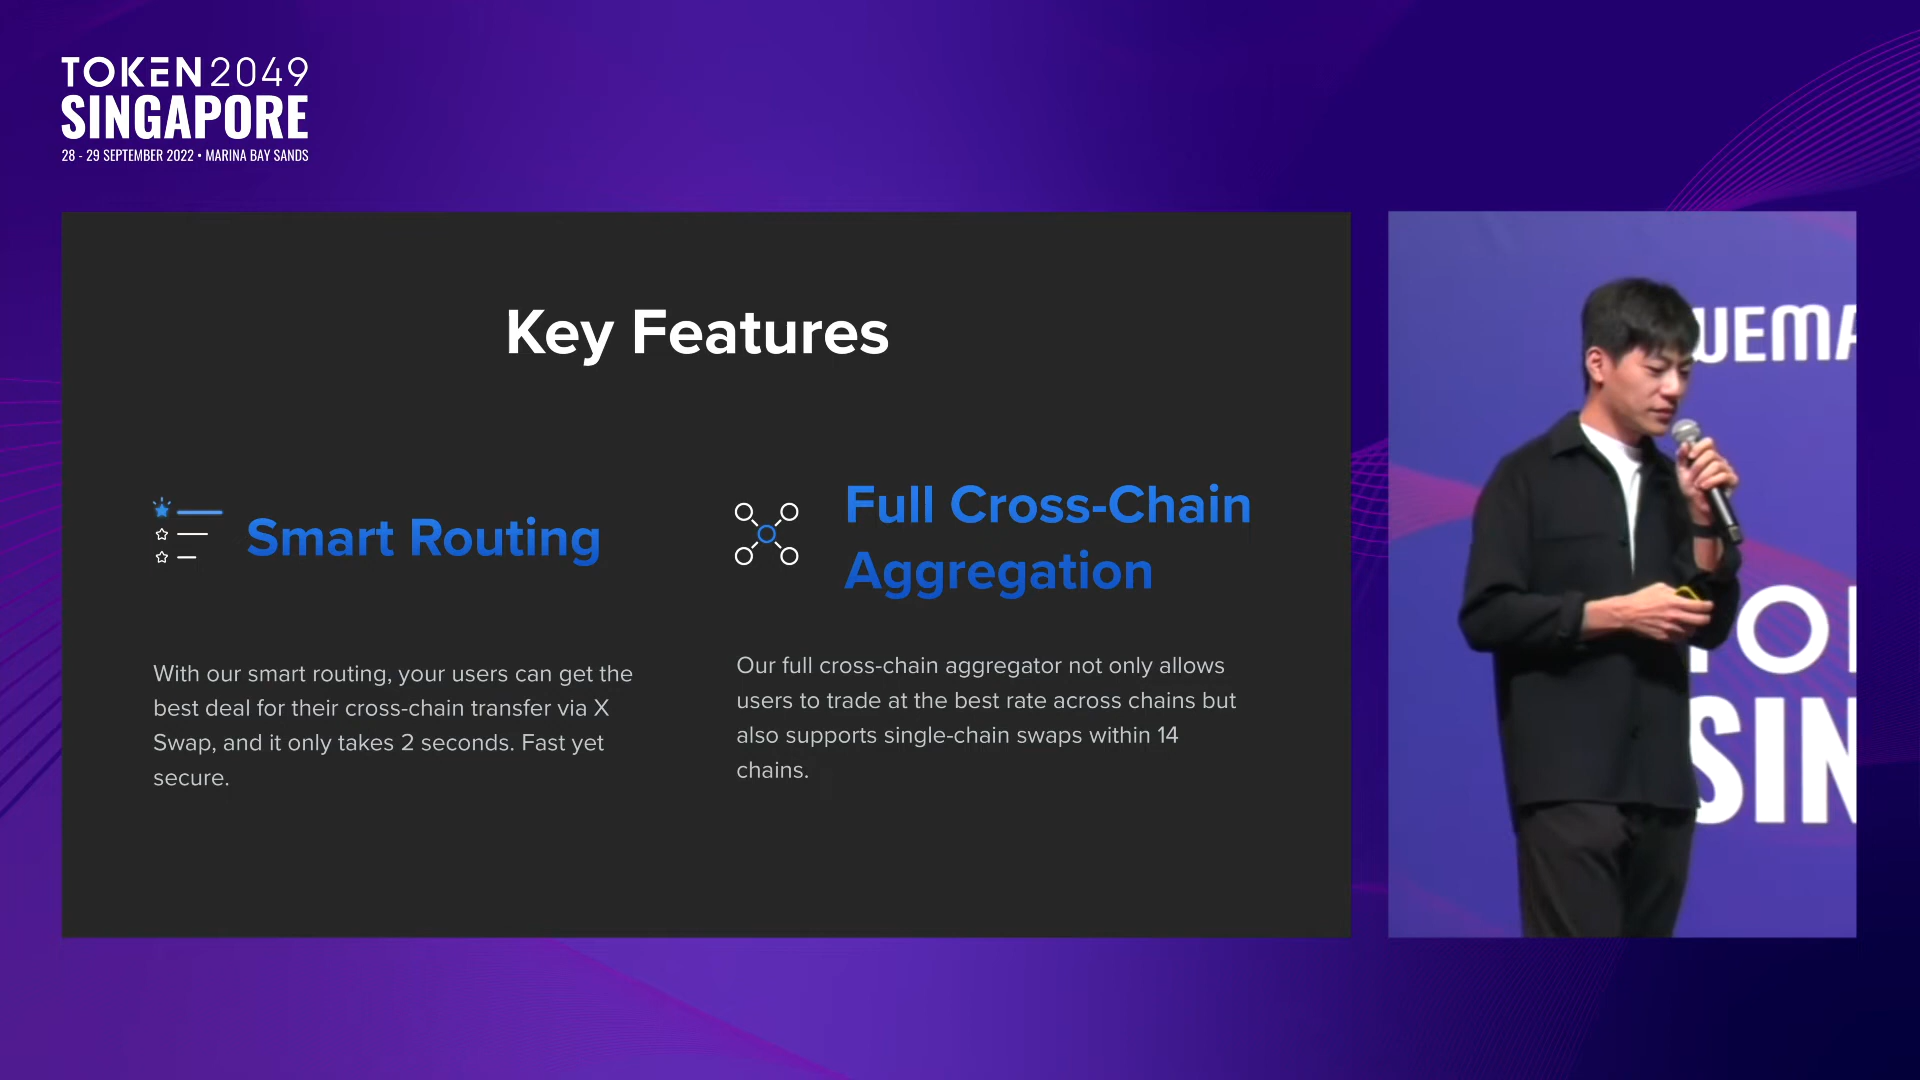 TOKEN2049
SINGAPORE
28 - 29 SEPTEMBER 2022 • MARINA BAY SANDS
Key Features
Smart Routing
With our smart routing, your users can get the
best deal for their cross-chain transfer via X
Swap, and it only takes 2 seconds. Fast yet
secure.
Full Cross-Chain
Aggregation
Our full cross-chain aggregator not only allows
users to trade at the best rate across chains but
also supports single-chain swaps within 14
chains.
WEMA
TOK
SIN